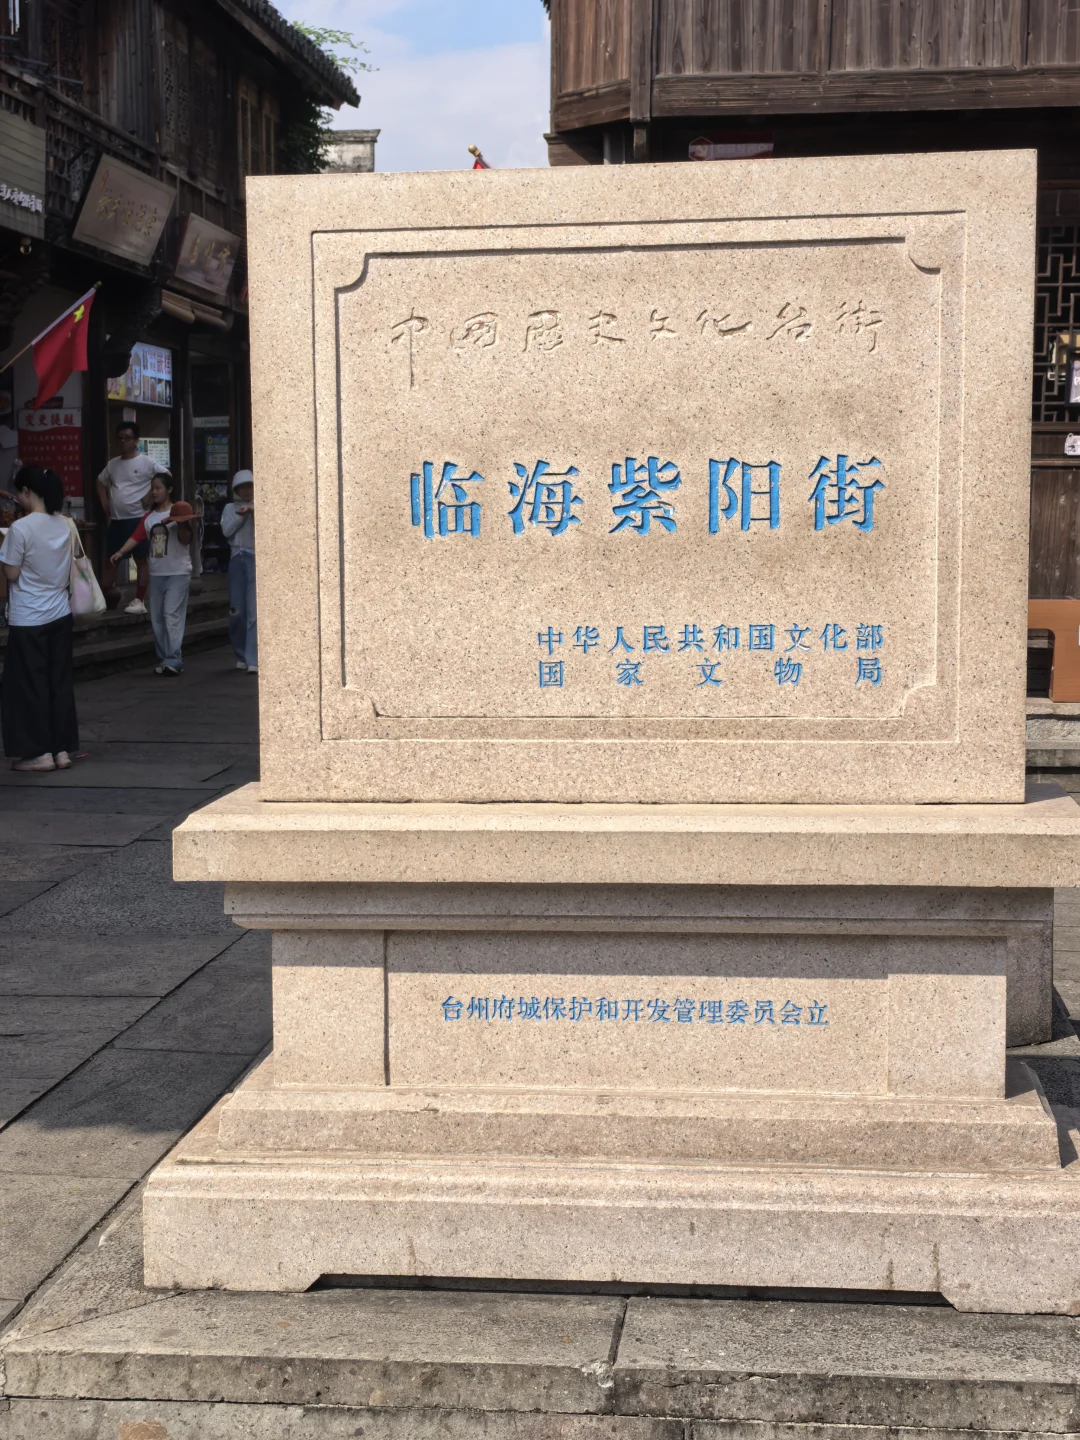 中国历史文化名街
临海紫阳街
中华人民共和国文化部
国家文物局
台州府城保护和开发管理委员会立